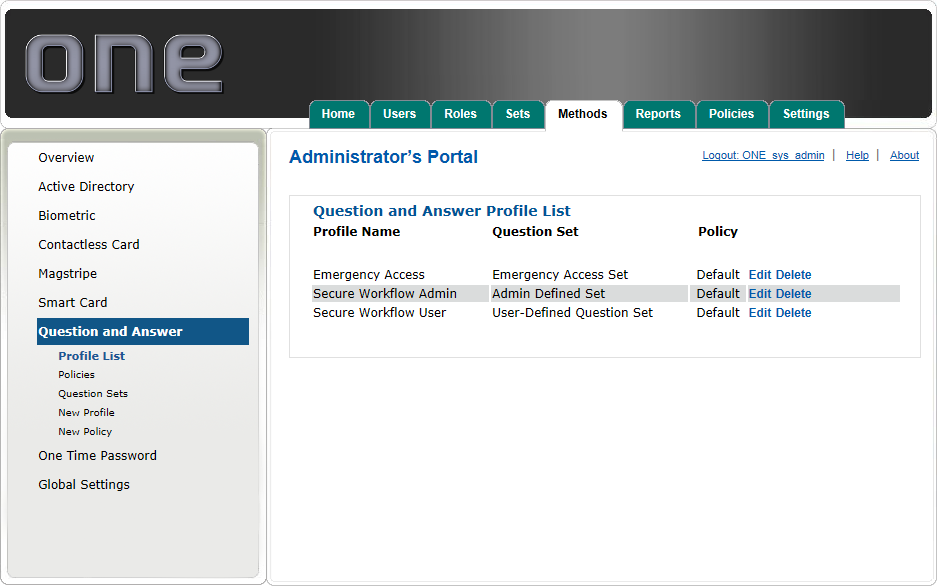 one
Home Users Roles Sets Methods Reports Policies Settings
Overview
Active Directory
Biometric
Contactless Card
Magstripe
Smart Card
Question and Answer
Profile List
Policies
Question Sets
New Profile
New Policy
One Time Password
Global Settings
Administrator's Portal
Logout: ONE_sys_admin | Help | About
Question and Answer Profile List
Profile Name Question Set Policy
Emergency Access Emergency Access Set Default Edit Delete
Secure Workflow Admin Admin Defined Set Default Edit Delete
Secure Workflow User User-Defined Question Set Default Edit Delete